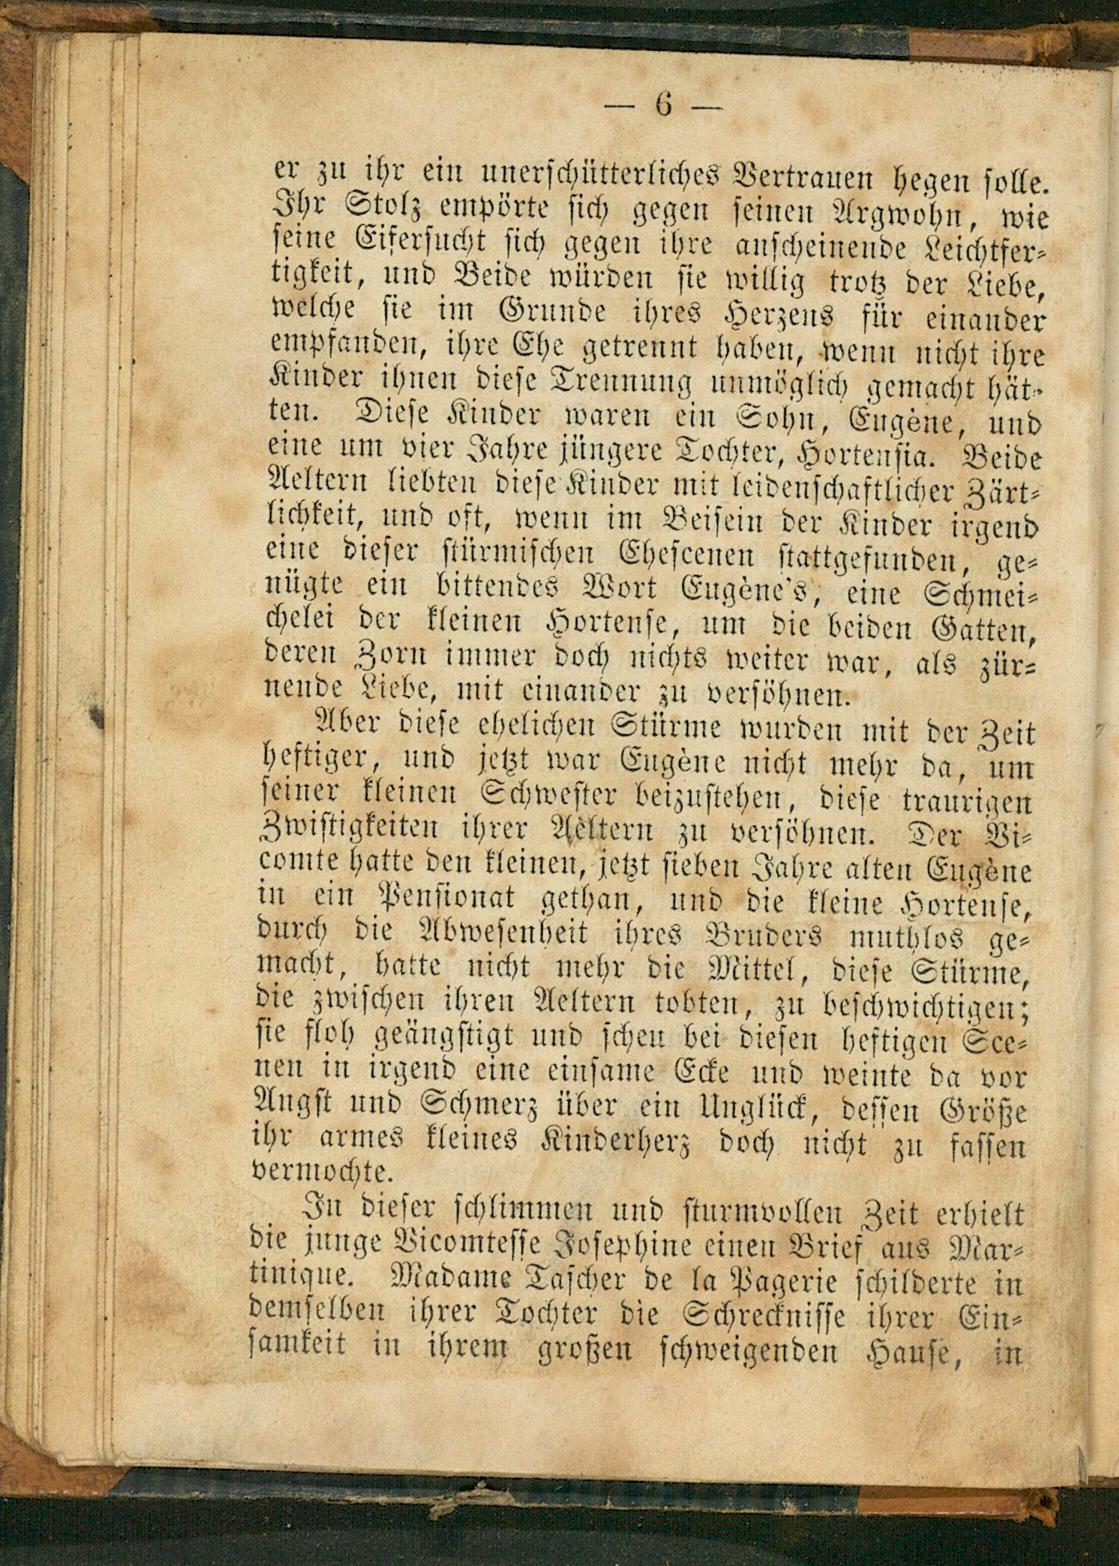 — 6 —
er zu ihr ein unerschütterliches Vertrauen hegen solle.
Ihr Stolz empörte sich gegen seinen Argwohn, wie
seine Eifersucht sich gegen ihre anscheinende Leichtfer-
tigkeit, und Beide würden sie willig trotz der Liebe,
welche sie im Grunde ihres Herzens für einander
empfanden, ihre Ehe getrennt haben, wenn nicht ihre
Kinder ihnen diese Trennung unmöglich gemacht hät-
ten. Diese Kinder waren ein Sohn, Eugène, und
eine um vier Jahre jüngere Tochter, Hortensia. Beide
Aeltern liebten diese Kinder mit leidenschaftlicher Zärt-
lichkeit, und oft, wenn im Beisein der Kinder irgend
eine dieser stürmischen Ehescenen stattgefunden, ge-
nügte ein bittendes Wort Eugène's, eine Schmei-
chelei der kleinen Hortense, um die beiden Gatten,
deren Zorn immer doch nichts weiter war, als zür-
nende Liebe, mit einander zu versöhnen.
Aber diese ehelichen Stürme wurden mit der Zeit
heftiger, und jetzt war Eugène nicht mehr da, um
seiner kleinen Schwester beizustehen, diese traurigen
Zwistigkeiten ihrer Aeltern zu versöhnen. Der Vi-
comte hatte den kleinen, jetzt sieben Jahre alten Eugène
in ein Pensionat gethan, und die kleine Hortense,
durch die Abwesenheit ihres Bruders muthlos ge-
macht, hatte nicht mehr die Mittel, diese Stürme,
die zwischen ihren Aeltern tobten, zu beschwichtigen;
sie floh geängstigt und scheu bei diesen heftigen Sce-
nen in irgend eine einsame Ecke und weinte da vor
Angst und Schmerz über ein Unglück, dessen Größe
ihr armes kleines Kinderherz doch nicht zu fassen
vermochte.
In dieser schlimmen und sturmvollen Zeit erhielt
die junge Vicomtesse Josephine einen Brief aus Mar-
tinique. Madame Tascher de la Pagerie schilderte in
demselben ihrer Tochter die Schrecknisse ihrer Ein-
samkeit in ihrem großen schweigenden Hause, in